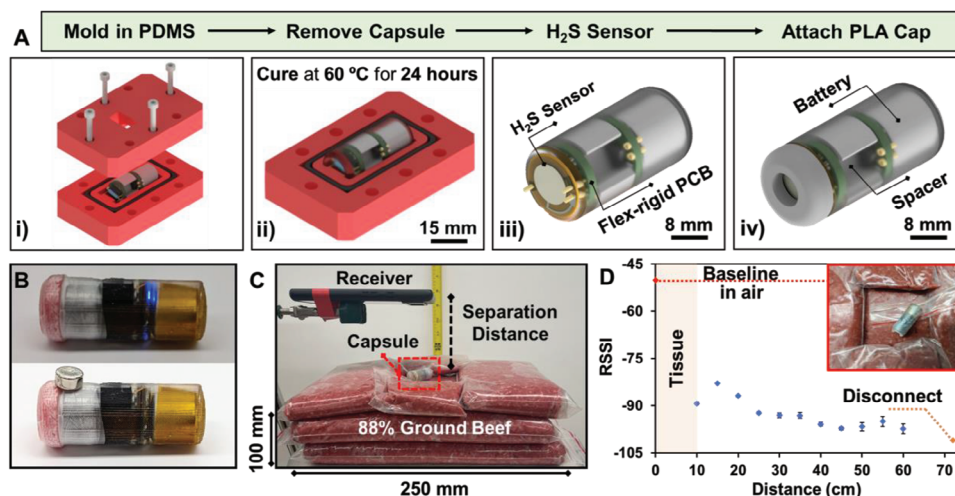 A
Mold in PDMS
Remove Capsule
H₂S Sensor
Attach PLA Cap
i)
Cure at 60 ºC for 24 hours
ii)
15 mm
H₂S Sensor
Flex-rigid PCB
iii)
8 mm
Battery
Spacer
iv)
8 mm
B
C
Receiver
Separation
Distance
Capsule
88% Ground Beef
100 mm
250 mm
D
-45
-60
-75
-90
-105
RSSI
Baseline
in air
Tissue
Disconnect
0
10
20
30
40
50
60
70
Distance (cm)